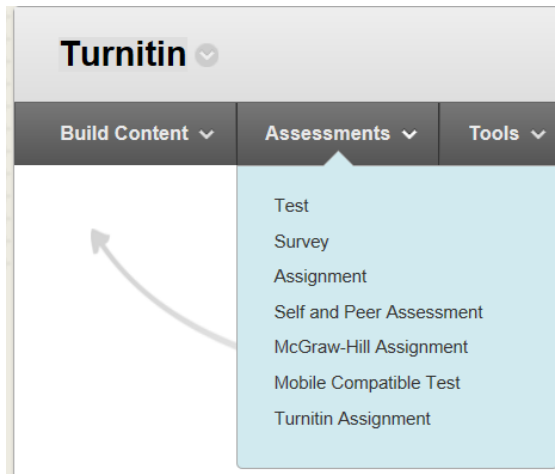 Turnitin
Build Content Assessments Tools
Test
Survey
Assignment
Self and Peer Assessment
McGraw-Hill Assignment
Mobile Compatible Test
Turnitin Assignment